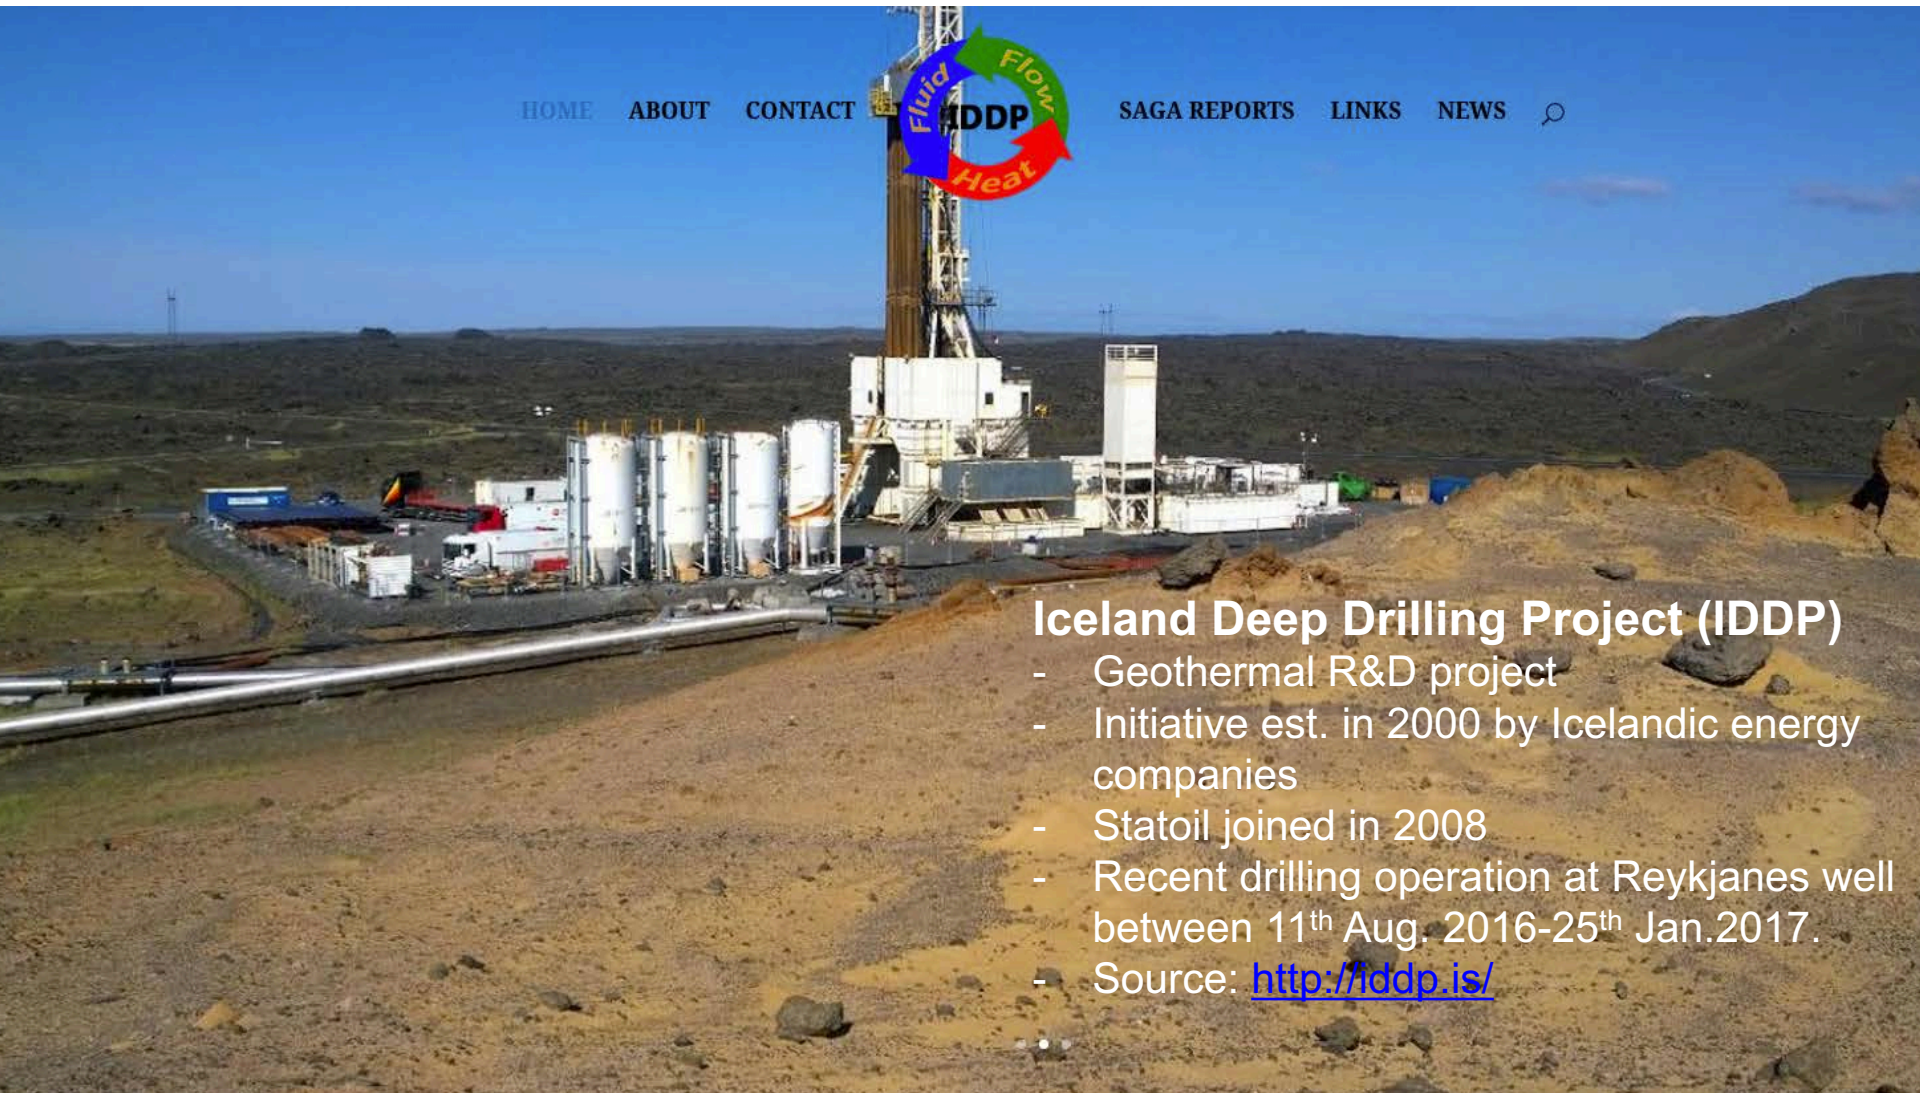 HOME ABOUT CONTACT SAGA REPORTS LINKS NEWS
Fluid Flow
IDDP
Heat
Iceland Deep Drilling Project (IDDP)
- Geothermal R&D project
- Initiative est. in 2000 by Icelandic energy
companies
- Statoil joined in 2008
- Recent drilling operation at Reykjanes well
between 11th Aug. 2016-25th Jan.2017.
- Source: http://iddp.is/